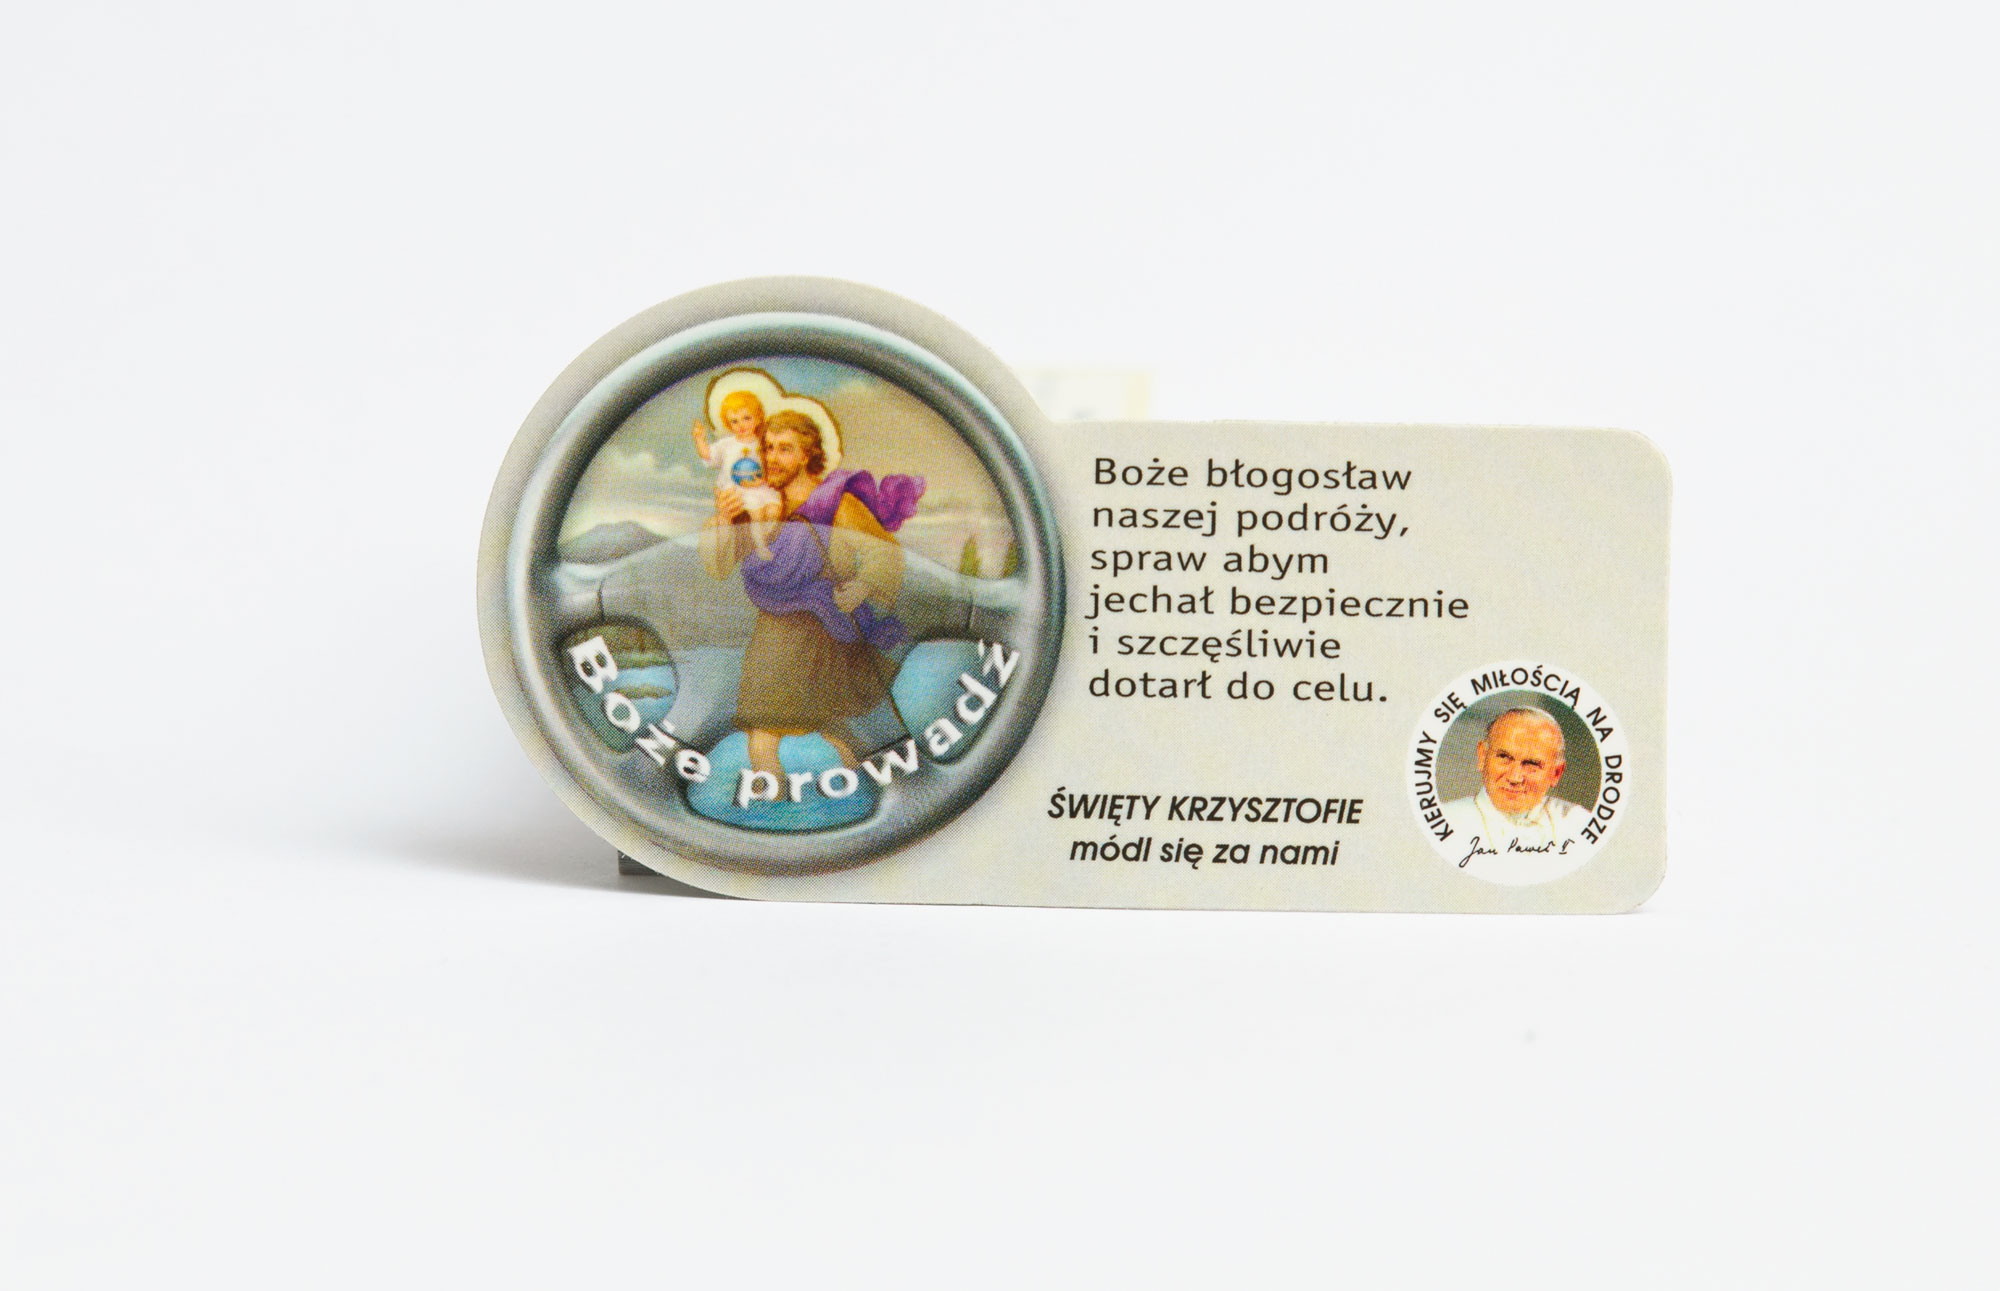 Boże prowadź
Boże błogosław
naszej podróży,
spraw abym
jechał bezpiecznie
i szczęśliwie
dotarł do celu.
ŚWIĘTY KRZYSZTOFIE
módl się za nami
KIERUJMY SIĘ MIŁOŚCIĄ NA DRODZE
Jan Paweł II